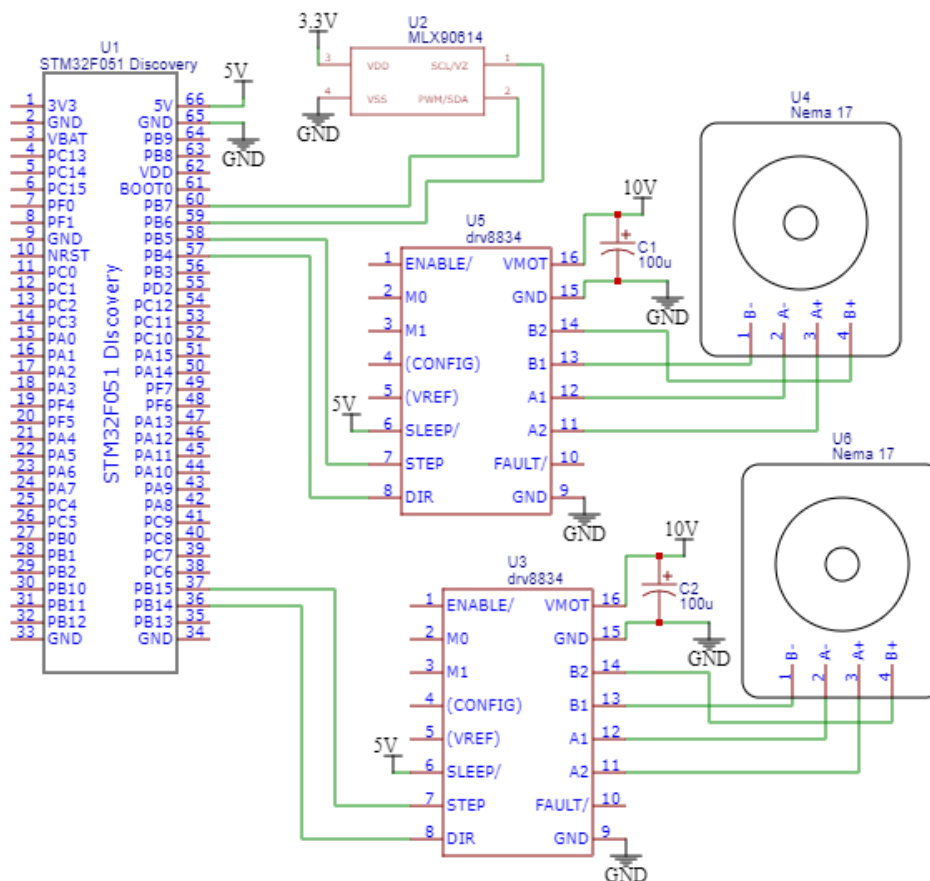 U1
STM32F051 Discovery
5V
1 3V3 5V 66
2 GND GND 65
3 VBAT PB9 64
4 PC13 PB8 63
5 PC14 VDD 62
6 PC15 BOOT0 61
7 PF0 PB7 60
8 PF1 PB6 59
9 GND PB5 58
10 NRST PB4 57
11 PC0 PB3 56
12 PC1 PD2 55
13 PC2 PC12 54
14 PC3 PC11 53
15 PA0 PC10 52
16 PA1 PA15 51
17 PA2 PA14 50
18 PA3 PF7 49
19 PF4 PF6 48
20 PF5 PA13 47
21 PA4 PA12 46
22 PA5 PA11 45
23 PA6 PA10 44
24 PA7 PA9 43
25 PC4 PA8 42
26 PC5 PC9 41
27 PB0 PC8 40
28 PB1 PC7 39
29 PB2 PC6 38
30 PB10 PB15 37
31 PB11 PB14 36
32 PB12 PB13 35
33 GND GND 34
STM32F051 Discovery
GND
3.3V
U2
MLX90614
3 VDD SCL/VZ 1
4 VSS PWM/SDA 2
GND
U5
drv8834
1 ENABLE/ VMOT 16
2 M0 GND 15
3 M1 B2 14
4 (CONFIG) B1 13
5 (VREF) A1 12
6 SLEEP/ A2 11
7 STEP FAULT/ 10
8 DIR GND 9
5V
GND
10V
C1
100u
GND
U4
Nema 17
1 B-
2 A-
3 A+
4 B+
U3
drv8834
1 ENABLE/ VMOT 16
2 M0 GND 15
3 M1 B2 14
4 (CONFIG) B1 13
5 (VREF) A1 12
6 SLEEP/ A2 11
7 STEP FAULT/ 10
8 DIR GND 9
5V
GND
10V
C2
100u
GND
U6
Nema 17
1 B-
2 A-
3 A+
4 B+